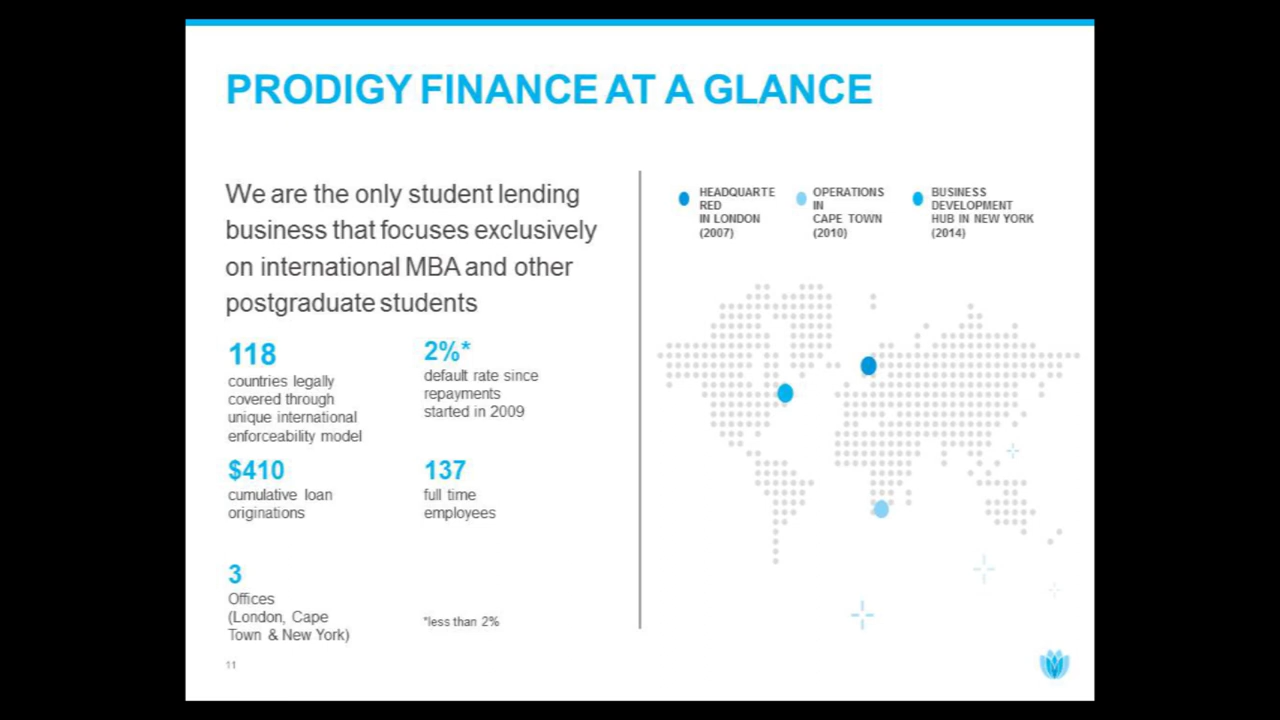 PRODIGY FINANCE AT A GLANCE
We are the only student lending
business that focuses exclusively
on international MBA and other
postgraduate students
118
countries legally
covered through
unique international
enforceability model
2%*
default rate since
repayments
started in 2009
$410
cumulative loan
originations
137
full time
employees
3
Offices
(London, Cape
Town & New York)
*less than 2%
11
HEADQUARTE
RED
IN LONDON
(2007)
OPERATIONS
IN
CAPE TOWN
(2010)
BUSINESS
DEVELOPMENT
HUB IN NEW YORK
(2014)